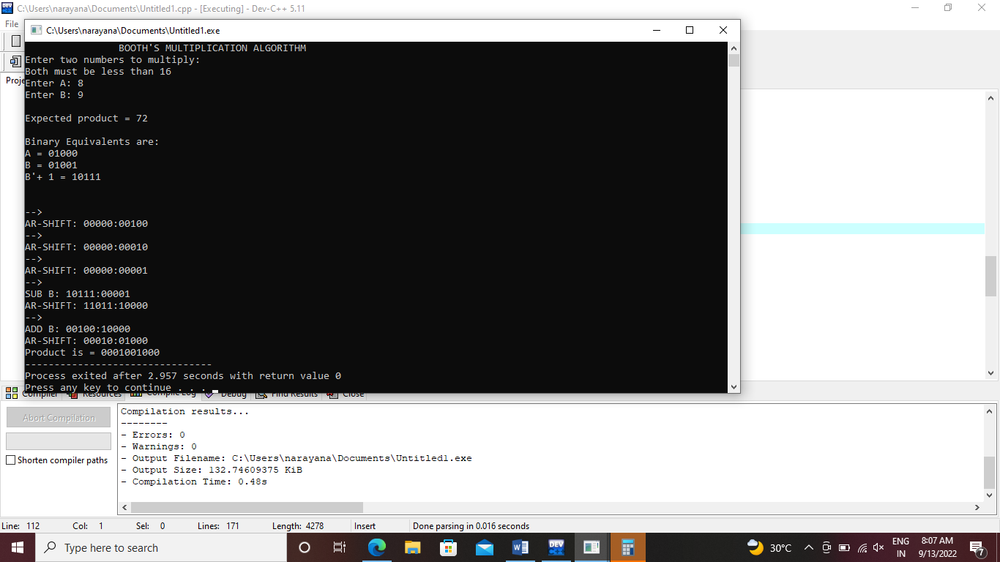 C:\Users\narayana\Documents\Untitled1.cpp - [Executing] - Dev-C++ 5.11
File
C:\Users\narayana\Documents\Untitled1.exe
BOOTH'S MULTIPLICATION ALGORITHM
Enter two numbers to multiply:
Both must be less than 16
Enter A: 8
Enter B: 9
Expected product = 72
Binary Equivalents are:
A = 01000
B = 01001
B'+ 1 = 10111
-->
AR-SHIFT: 00000:00100
-->
AR-SHIFT: 00000:00010
-->
AR-SHIFT: 00000:00001
-->
SUB B: 10111:00001
AR-SHIFT: 11011:10000
-->
ADD B: 00100:10000
AR-SHIFT: 00010:01000
Product is = 0001001000
--------------------------------
Process exited after 2.957 seconds with return value 0
Press any key to continue . . .
Proje
Compiler Resources Compile Log Debug Find Results Close
Abort Compilation
Shorten compiler paths
Compilation results...
--------
- Errors: 0
- Warnings: 0
- Output Filename: C:\Users\narayana\Documents\Untitled1.exe
- Output Size: 132.74609375 KiB
- Compilation Time: 0.48s
Line: 112 Col: 1 Sel: 0 Lines: 171 Length: 4278 Insert Done parsing in 0.016 seconds
Type here to search
30°C
ENG
IN
8:07 AM
9/13/2022
7
DEV
W